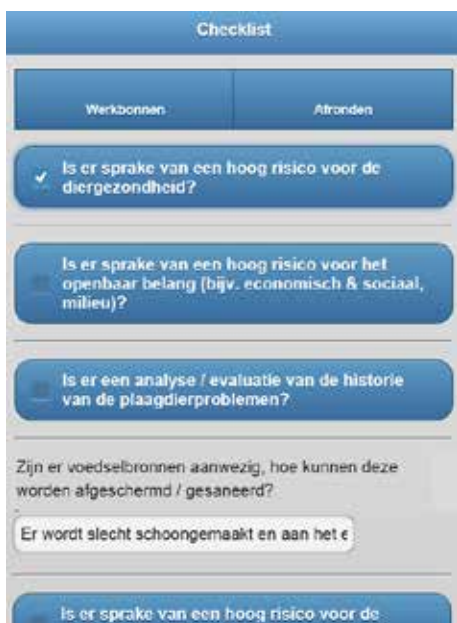 Checklist
Werkbonnen
Afronden
Is er sprake van een hoog risico voor de
diergezondheid?
Is er sprake van een hoog risico voor het
openbaar belang (bijv. economisch & sociaal,
milieu)?
Is er een analyse / evaluatie van de historie
van de plaagdierproblemen?
Zijn er voedselbronnen aanwezig, hoe kunnen deze
worden afgeschermd / gesaneerd?
Er wordt slecht schoongemaakt en aan het e
Is er sprake van een hoog risico voor de